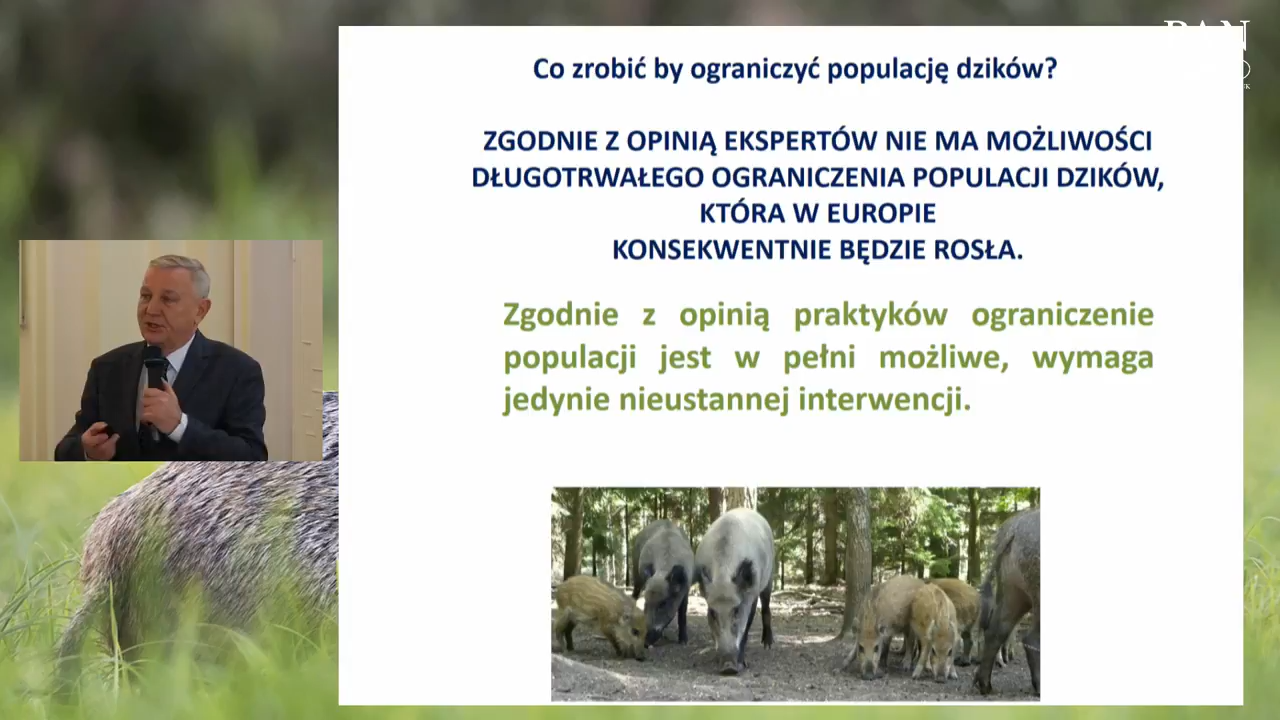 Co zrobić by ograniczyć populację dzików?
ZGODNIE Z OPINIĄ EKSPERTÓW NIE MA MOŻLIWOŚCI
DŁUGOTRWAŁEGO OGRANICZENIA POPULACJI DZIKÓW,
KTÓRA W EUROPIE
KONSEKWENTNIE BĘDZIE ROSŁA.
Zgodnie z opinią praktyków ograniczenie
populacji jest w pełni możliwe, wymaga
jedynie nieustannej interwencji.